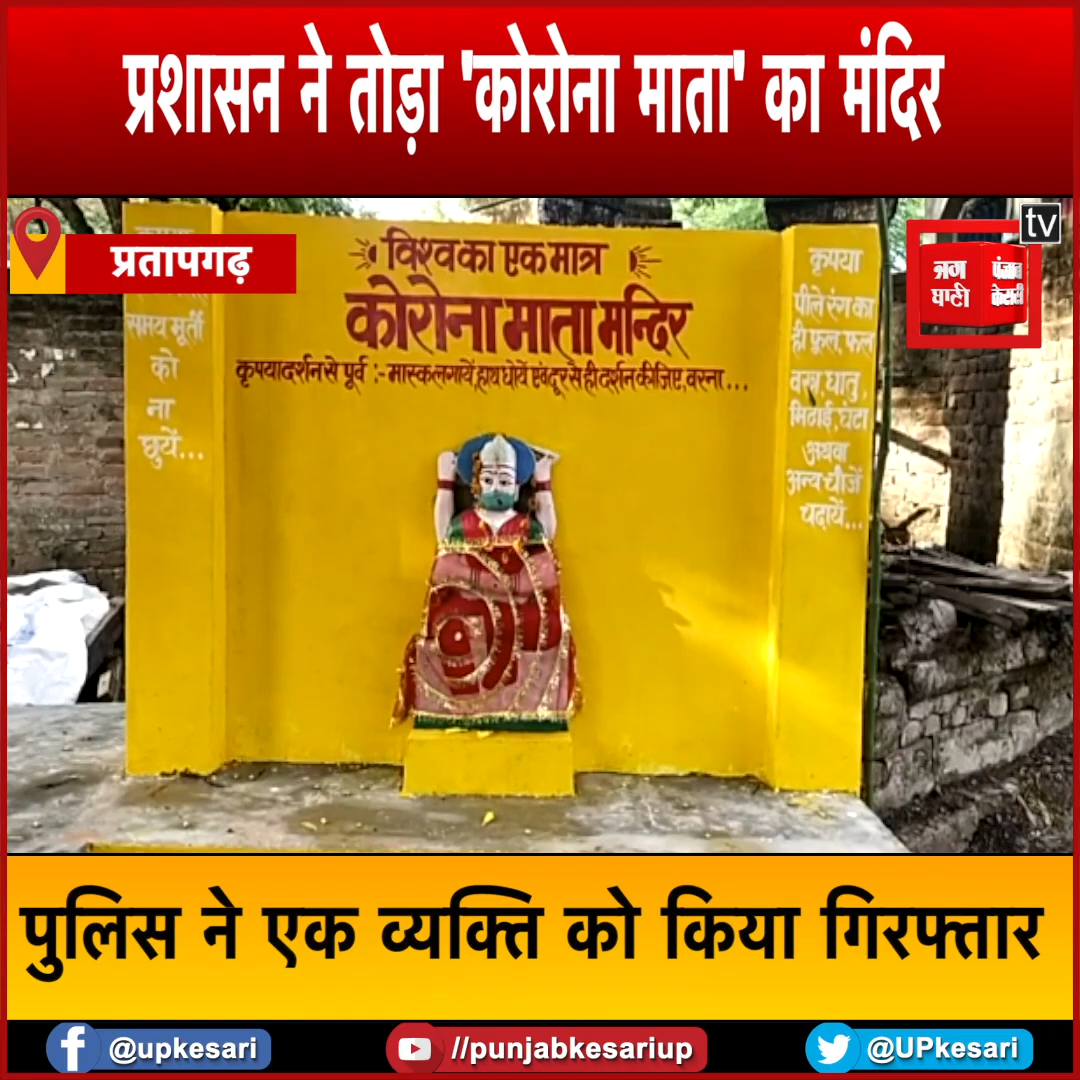 प्रशासन ने तोड़ा 'कोरोना माता' का मंदिर
प्रतापगढ़
tv
पंजाब
केसरी
विश्व का एक मात्र
कोरोना माता मन्दिर
कृपया दर्शन से पूर्व :- मास्क लगायें, हाथ धोयें एवं दूर से ही दर्शन कीजिए, वरना...
समय मूर्ती
को
ना
छुयें...
कृपया
पीले रंग का
ही फूल, फल
वस्त्र, धातु,
मिठाई, घंटा
अथवा
अन्य चीजें
चढ़ायें...
पुलिस ने एक व्यक्ति को किया गिरफ्तार
@upkesari
//punjabkesariup
@UPkesari